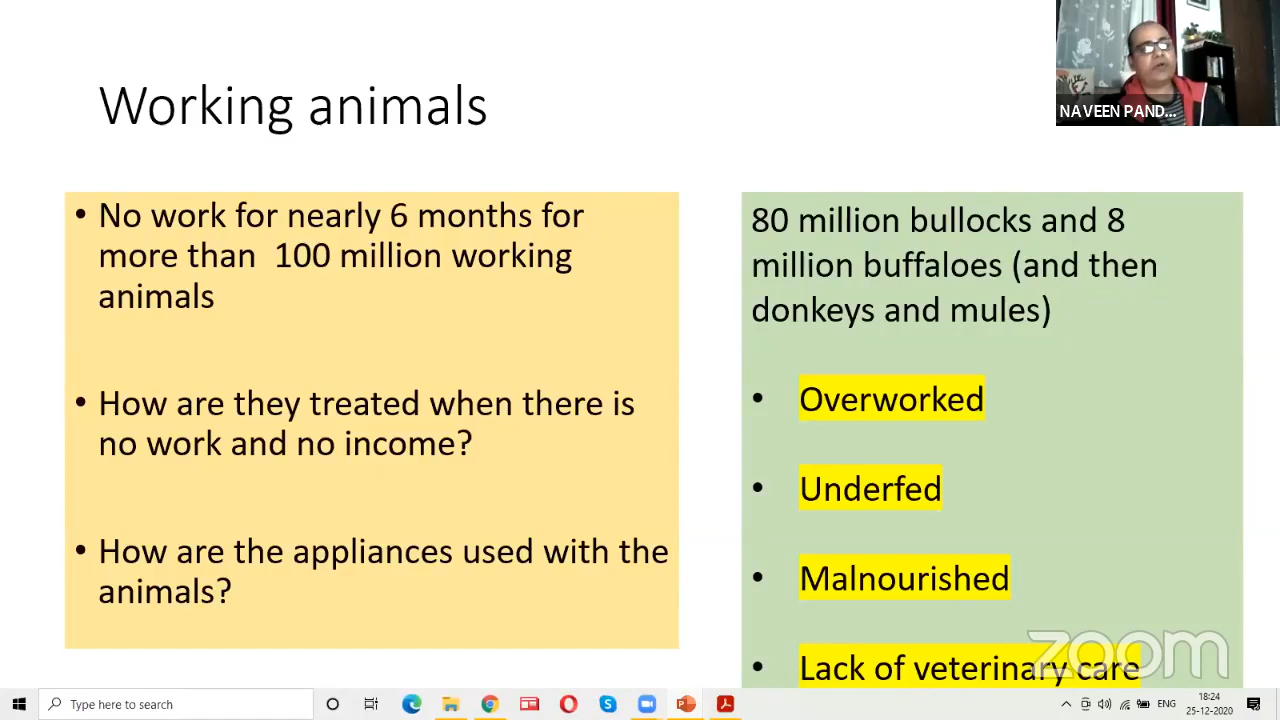 Working animals
NAVEEN PAND...
• No work for nearly 6 months for
more than 100 million working
animals
• How are they treated when there is
no work and no income?
• How are the appliances used with the
animals?
80 million bullocks and 8
million buffaloes (and then
donkeys and mules)
• Overworked
• Underfed
• Malnourished
• Lack of veterinary care
zoom
Type here to search
ENG
18:24
25-12-2020